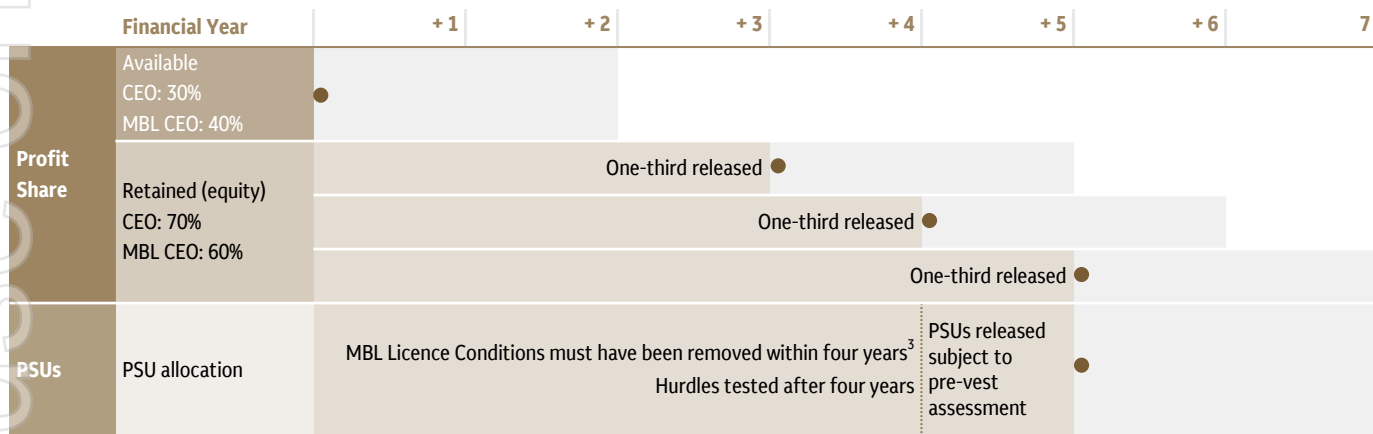 Financial Year + 1 + 2 + 3 + 4 + 5 + 6 7
Available
CEO: 30%
MBL CEO: 40%
Profit
Share
Retained (equity)
CEO: 70%
MBL CEO: 60%
One-third released
One-third released
One-third released
PSUs
PSU allocation
MBL Licence Conditions must have been removed within four years³
Hurdles tested after four years
PSUs released
subject to
pre-vest
assessment